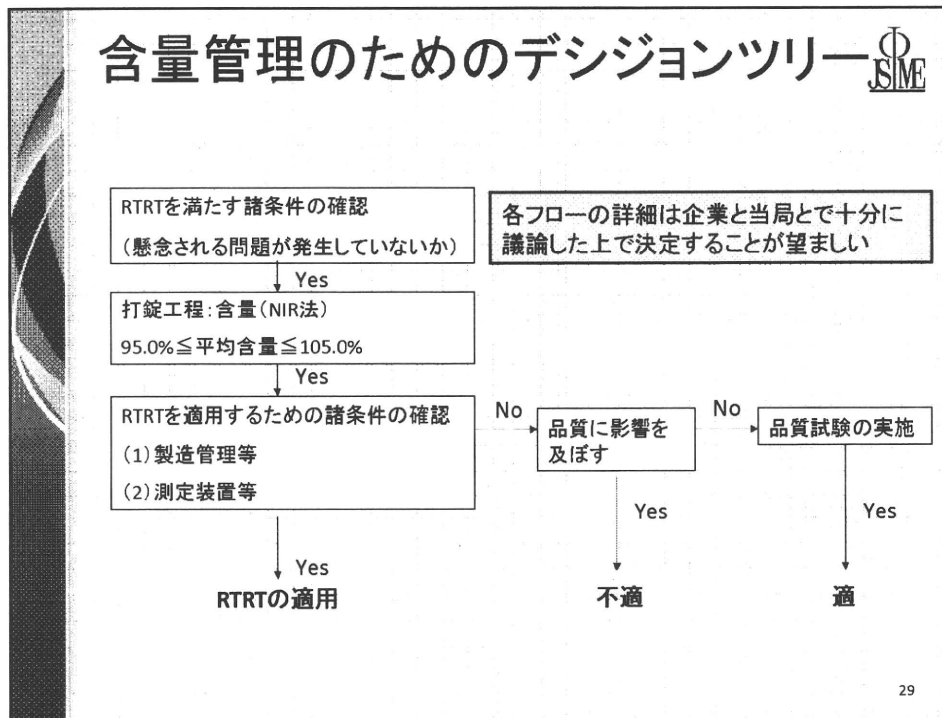 含量管理のためのデシジョンツリー
JSME
RTRTを満たす諸条件の確認
(懸念される問題が発生していないか)
各フローの詳細は企業と当局とで十分に
議論した上で決定することが望ましい
Yes
打錠工程:含量(NIR法)
95.0%≦平均含量≦105.0%
Yes
RTRTを適用するための諸条件の確認
(1)製造管理等
(2)測定装置等
No
品質に影響を
及ぼす
No
品質試験の実施
Yes
Yes
Yes
RTRTの適用
不適
適
29